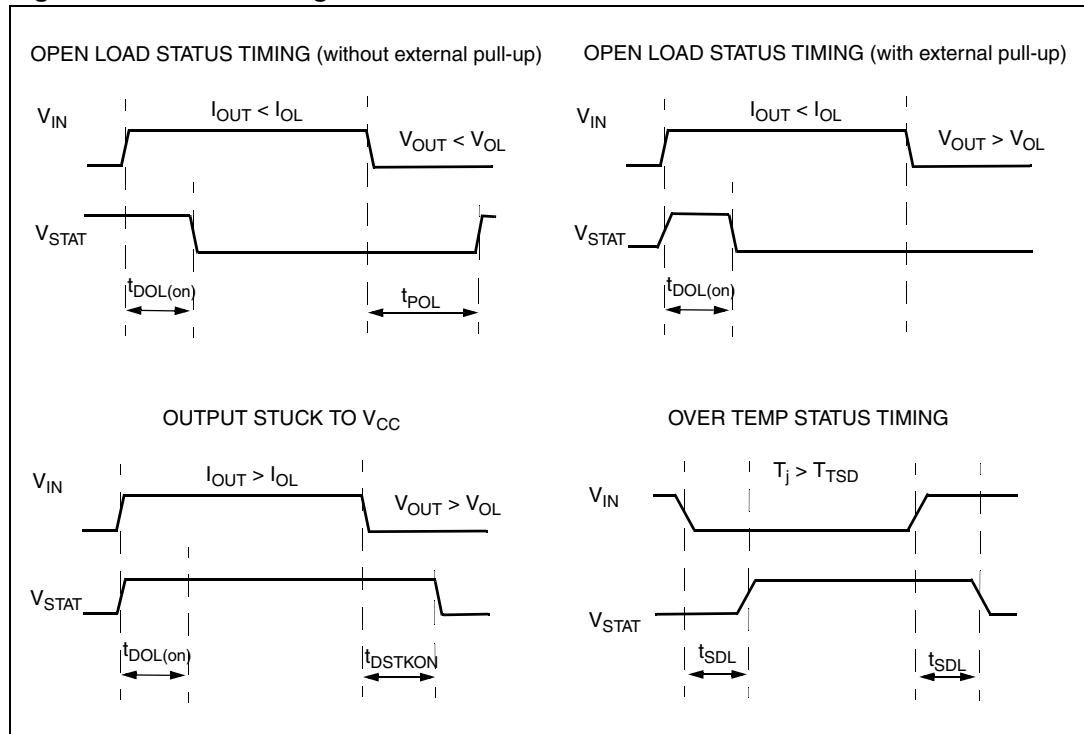 OPEN LOAD STATUS TIMING (without external pull-up)
V_IN
I_OUT < I_OL
V_OUT < V_OL
V_STAT
t_DOL(on)
t_POL
OPEN LOAD STATUS TIMING (with external pull-up)
V_IN
I_OUT < I_OL
V_OUT > V_OL
V_STAT
t_DOL(on)
OUTPUT STUCK TO V_CC
V_IN
I_OUT > I_OL
V_OUT > V_OL
V_STAT
t_DOL(on)
t_DSTKON
OVER TEMP STATUS TIMING
V_IN
T_j > T_TSD
V_STAT
t_SDL
t_SDL